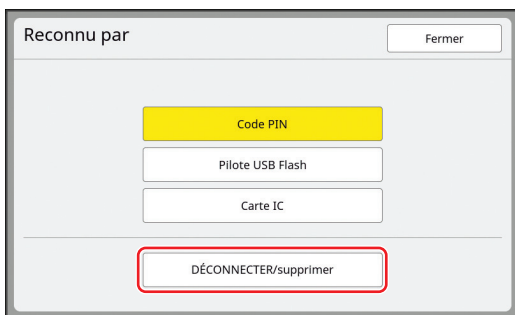 Reconnu par
Fermer
Code PIN
Pilote USB Flash
Carte IC
DÉCONNECTER/supprimer